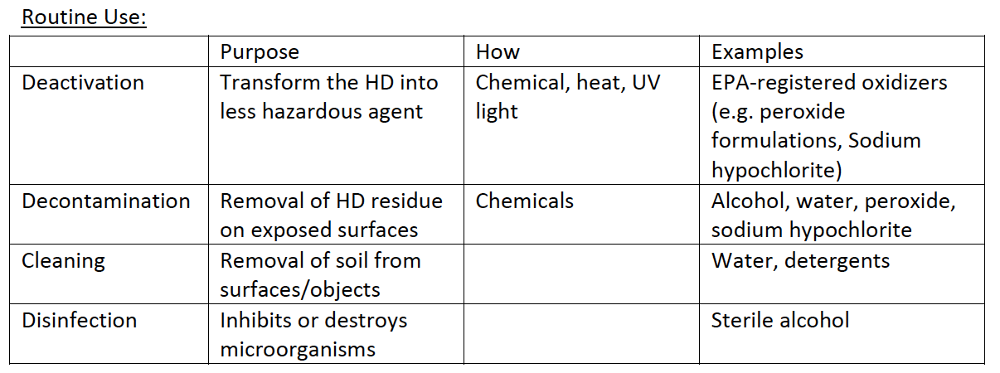 Routine Use:
Purpose How Examples
Deactivation Transform the HD into Chemical, heat, UV EPA-registered oxidizers
less hazardous agent light (e.g. peroxide
formulations, Sodium
hypochlorite)
Decontamination Removal of HD residue Chemicals Alcohol, water, peroxide,
on exposed surfaces sodium hypochlorite
Cleaning Removal of soil from Water, detergents
surfaces/objects
Disinfection Inhibits or destroys Sterile alcohol
microorganisms